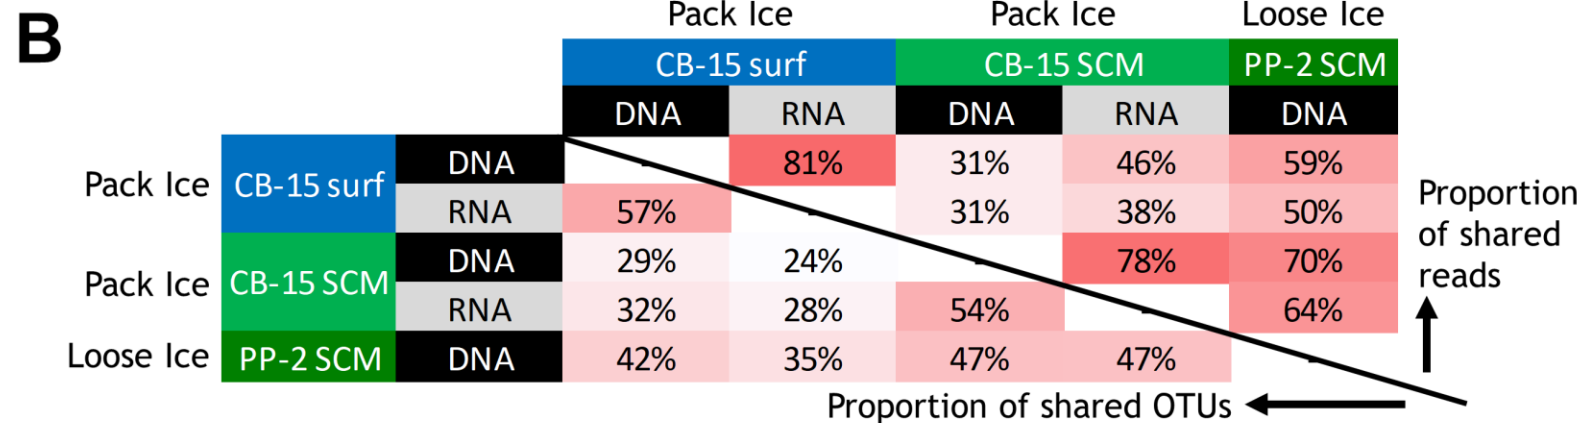 B
Pack Ice Pack Ice Loose Ice
CB-15 surf CB-15 SCM PP-2 SCM
DNA RNA DNA RNA DNA
Pack Ice CB-15 surf DNA - 81% 31% 46% 59%
RNA 57% - 31% 38% 50%
Pack Ice CB-15 SCM DNA 29% 24% - 78% 70%
RNA 32% 28% 54% - 64%
Loose Ice PP-2 SCM DNA 42% 35% 47% 47% -
Proportion
of shared
reads
Proportion of shared OTUs